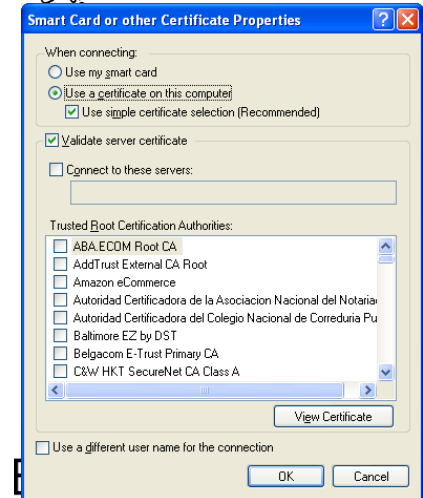 Smart Card or other Certificate Properties
When connecting:
Use my smart card
Use a certificate on this computer
Use simple certificate selection (Recommended)
Validate server certificate
Connect to these servers:
Trusted Root Certification Authorities:
ABA.ECOM Root CA
AddTrust External CA Root
Amazon eCommerce
Autoridad Certificadora de la Asociacion Nacional del Notaria
Autoridad Certificadora del Colegio Nacional de Correduria Pu
Baltimore EZ by DST
Belgacom E-Trust Primary CA
C&W HKT SecureNet CA Class A
View Certificate
Use a different user name for the connection
OK Cancel